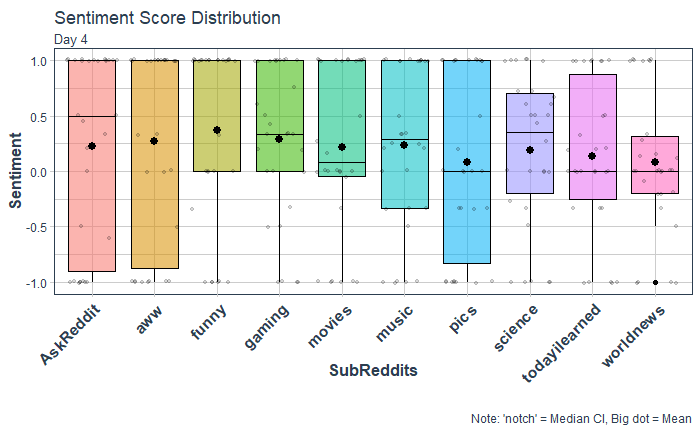 Sentiment Score Distribution
Day 4
1.0
0.5
0.0
-0.5
-1.0
Sentiment
AskReddit
aww
funny
gaming
movies
music
pics
science
todayilearned
worldnews
SubReddits
Note: 'notch' = Median CI, Big dot = Mean